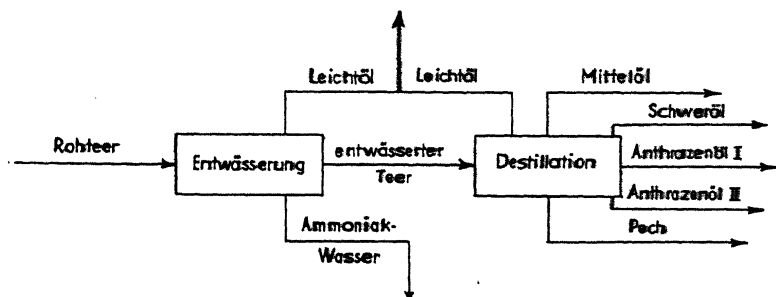 Leichtöl Leichtöl
Mittelöl
Schweröl
Rohteer
Entwässerung
entwässerter
Teer
Destillation
Anthrazenöl I
Anthrazenöl II
Ammoniak-
Wasser
Pech